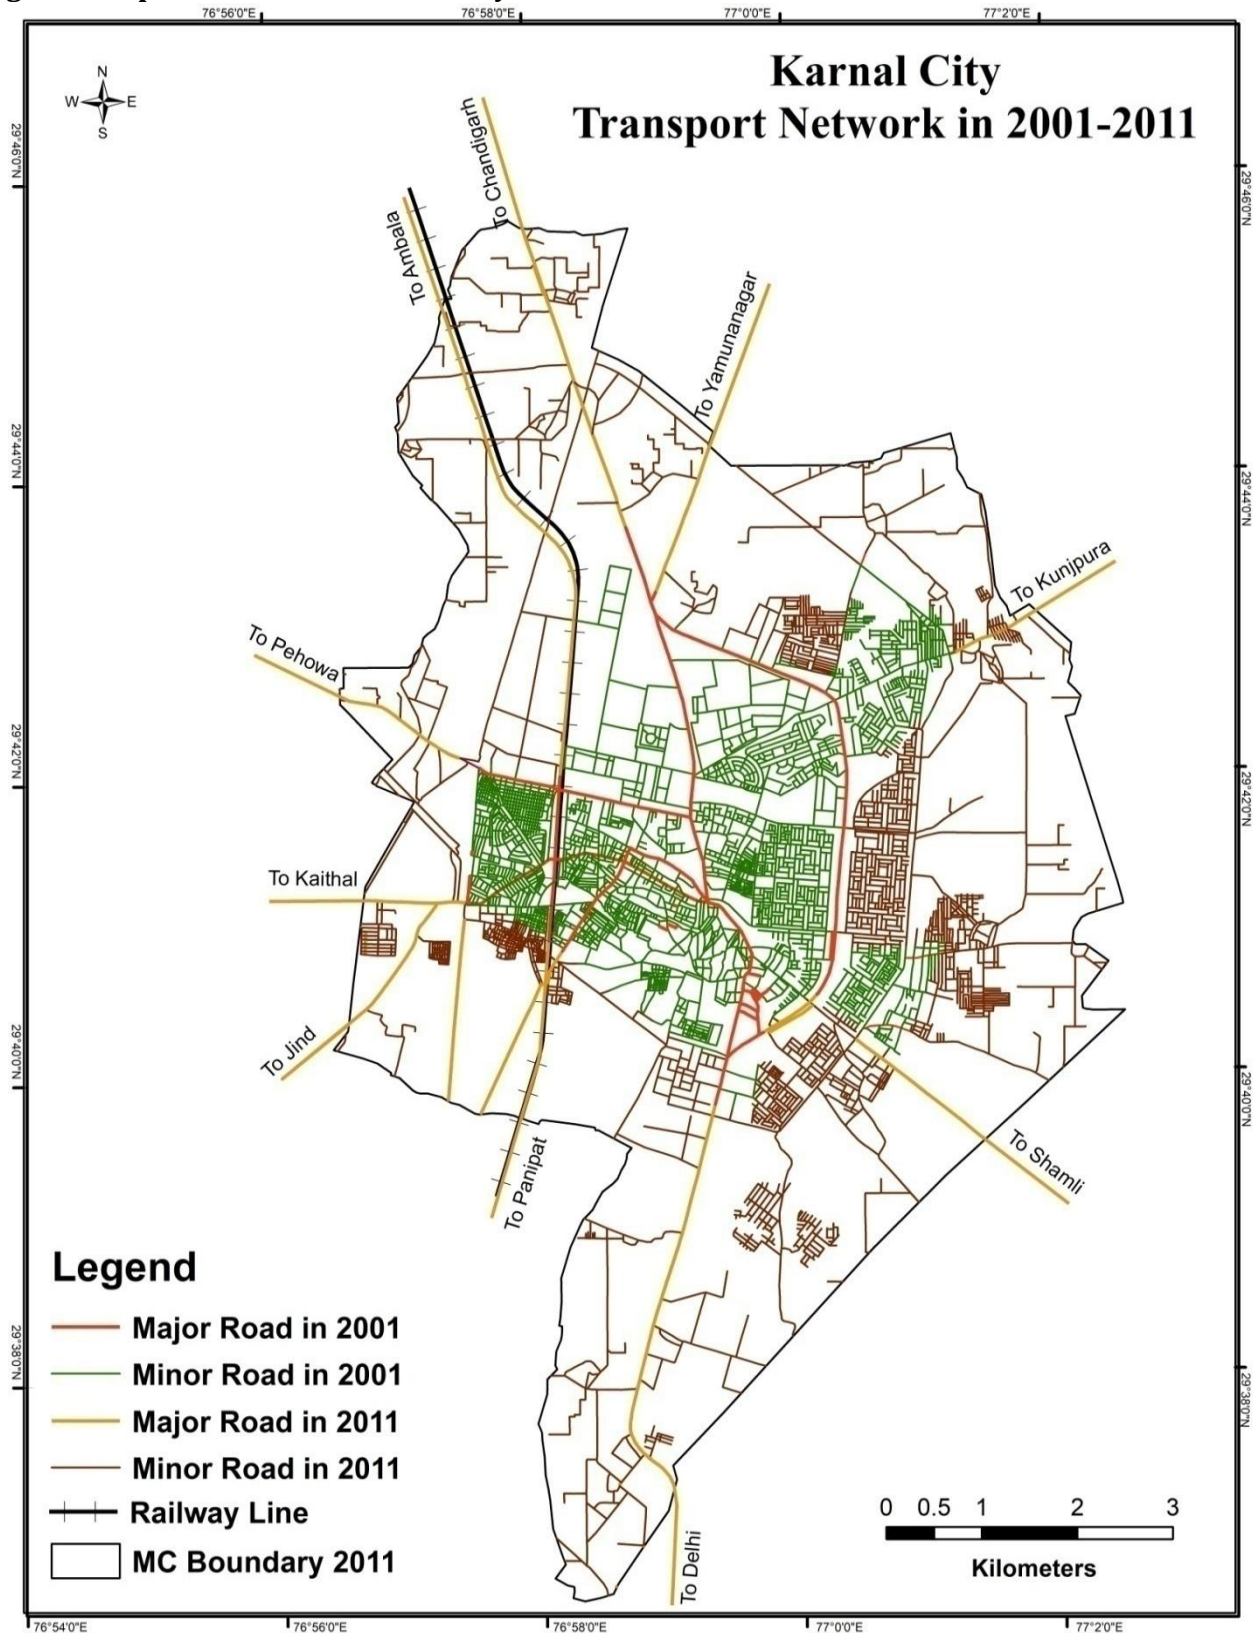 76°56'0"E 76°58'0"E 77°0'0"E 77°2'0"E
Karnal City
Transport Network in 2001-2011
N
W E
S
To Chandigarh
To Ambala
To Yamunanagar
To Kunjpura
To Pehowa
To Kaithal
To Jind
To Panipat
To Shamli
To Delhi
29°46'0"N
29°44'0"N
29°42'0"N
29°40'0"N
29°38'0"N
29°46'0"N
29°44'0"N
29°42'0"N
29°40'0"N
29°38'0"N
Legend
Major Road in 2001
Minor Road in 2001
Major Road in 2011
Minor Road in 2011
Railway Line
MC Boundary 2011
0 0.5 1 2 3
Kilometers
76°54'0"E 76°56'0"E 76°58'0"E 77°0'0"E 77°2'0"E